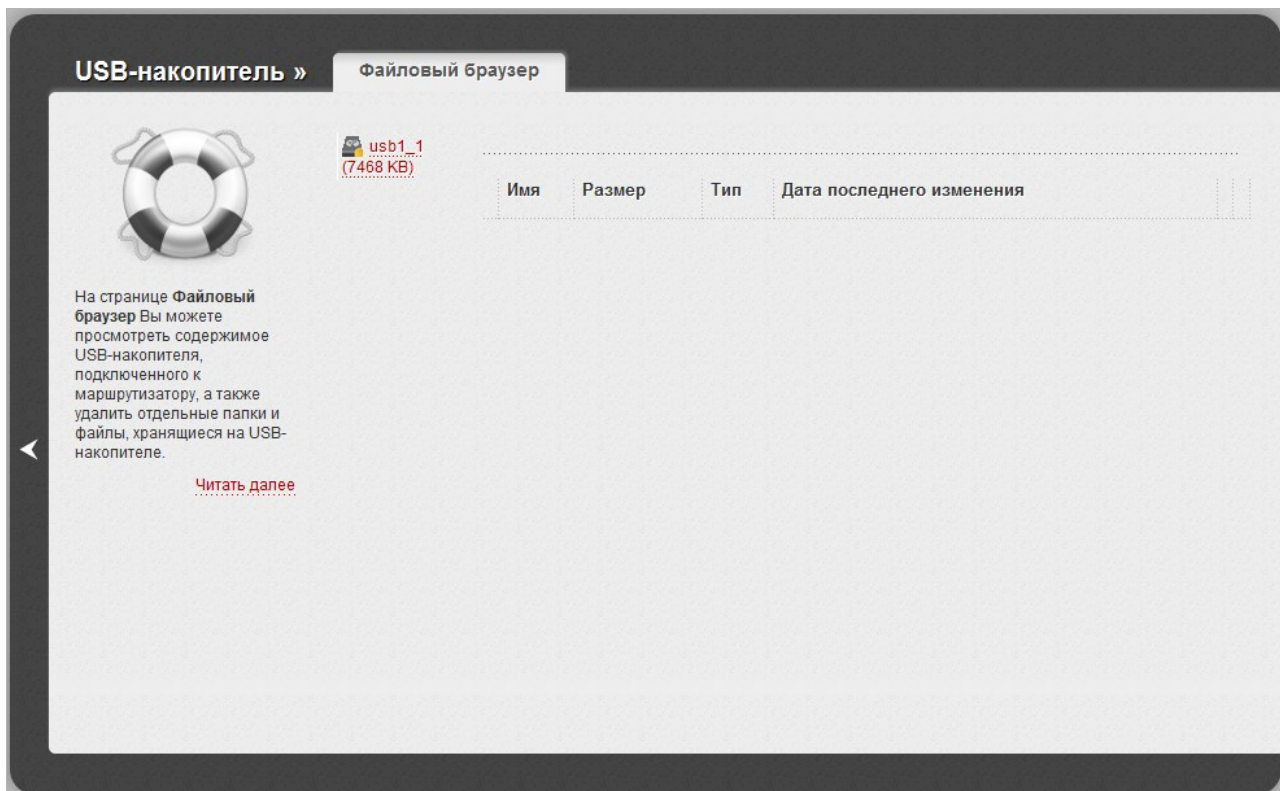 USB-накопитель »
Файловый браузер
usb1_1
(7468 KB)
Имя Размер Тип Дата последнего изменения
На странице Файловый
браузер Вы можете
просмотреть содержимое
USB-накопителя,
подключенного к
маршрутизатору, а также
удалить отдельные папки и
файлы, хранящиеся на USB-
накопителе.
Читать далее